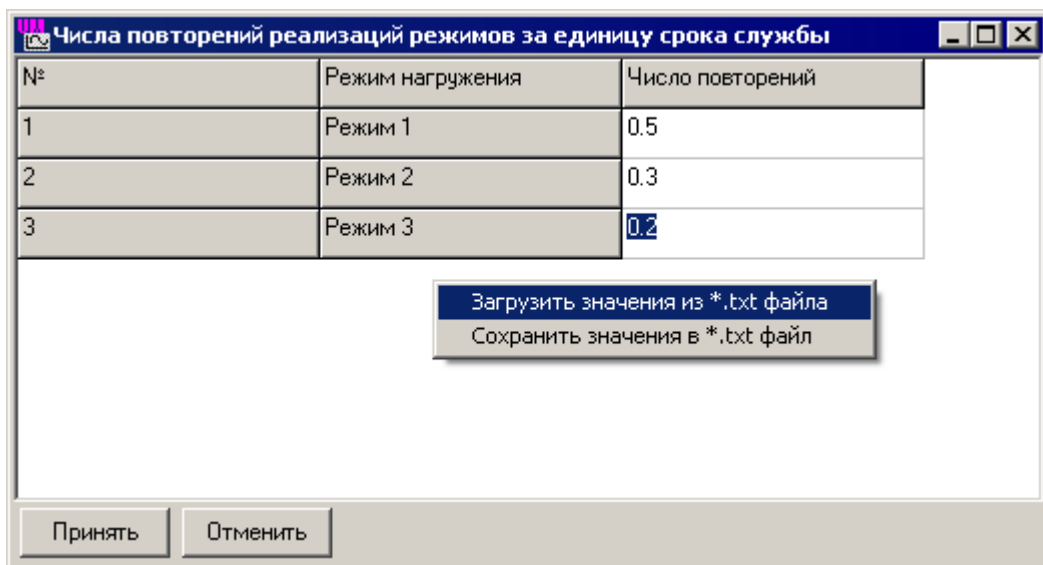 Числа повторений реализаций режимов за единицу срока службы
№ Режим нагружения Число повторений
1 Режим 1 0.5
2 Режим 2 0.3
3 Режим 3 0.2
Загрузить значения из *.txt файла
Сохранить значения в *.txt файл
Принять Отменить